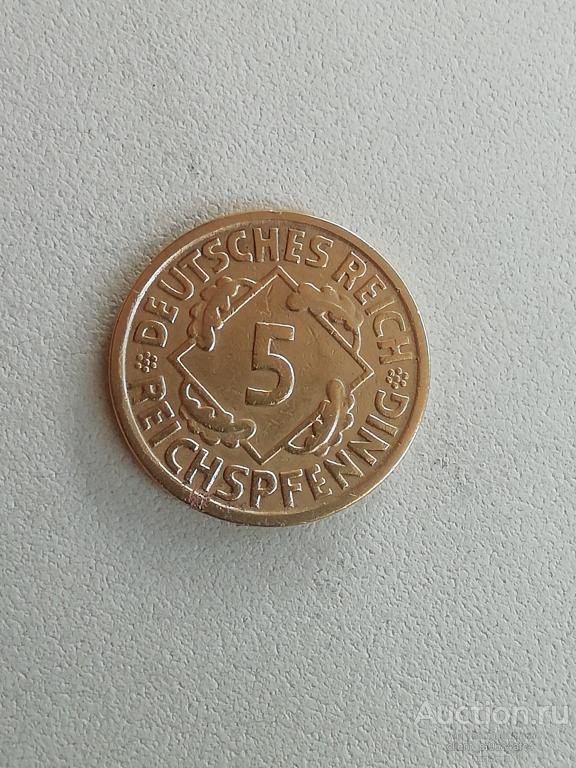 DEUTSCHES REICH
5
REICHSPFENNIG
Auction.ru